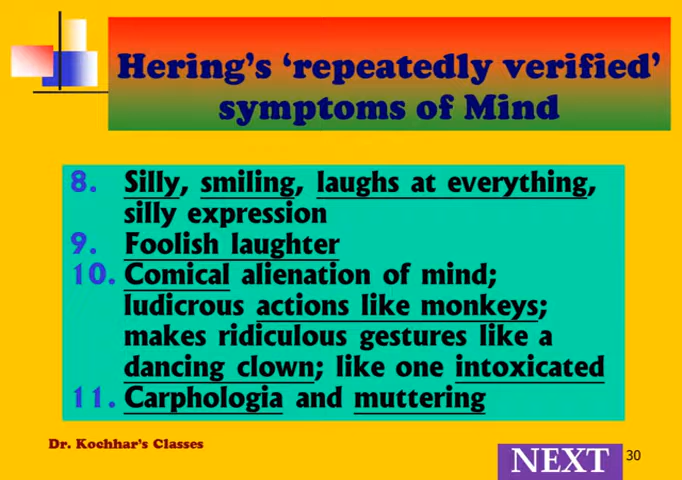 Hering's 'repeatedly verified'
symptoms of Mind
8. Silly, smiling, laughs at everything,
silly expression
9. Foolish laughter
10. Comical alienation of mind;
ludicrous actions like monkeys;
makes ridiculous gestures like a
dancing clown; like one intoxicated
11. Carphologia and muttering
Dr. Kochhar's Classes
NEXT 30